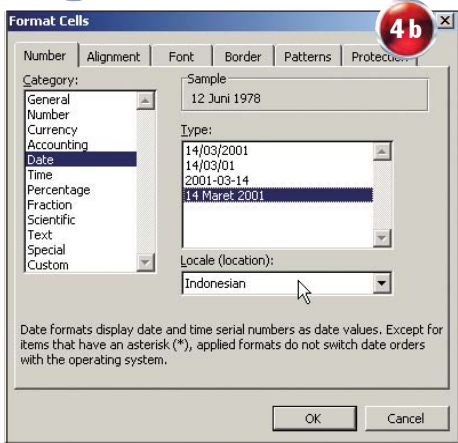 Format Cells
4b
Number Alignment Font Border Patterns Protection
Category:
General
Number
Currency
Accounting
Date
Time
Percentage
Fraction
Scientific
Text
Special
Custom
Sample
12 Juni 1978
Type:
14/03/2001
14/03/01
2001-03-14
14 Maret 2001
Locale (location):
Indonesian
Date formats display date and time serial numbers as date values. Except for
items that have an asterisk (*), applied formats do not switch date orders
with the operating system.
OK Cancel